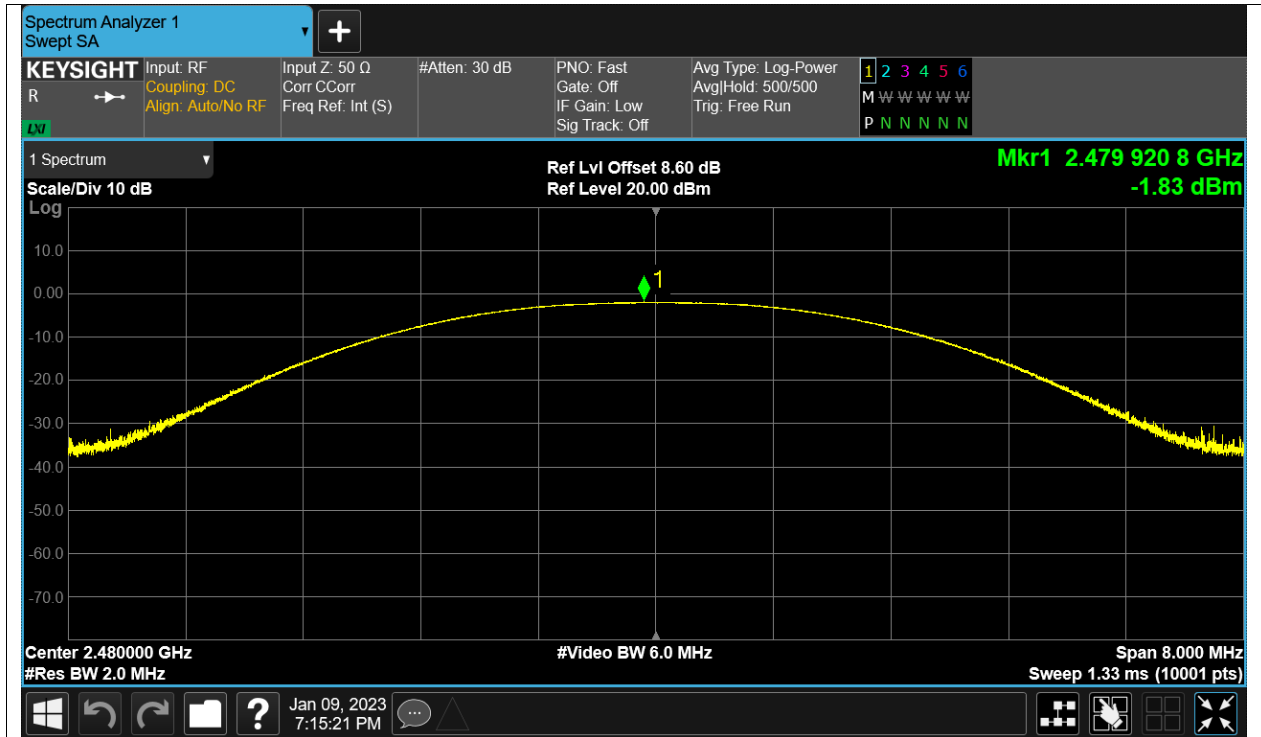 Spectrum Analyzer 1
Swept SA
+
KEYSIGHT
R
LXI
Input: RF
Coupling: DC
Align: Auto/No RF
Input Z: 50 Ω
Corr CCorr
Freq Ref: Int (S)
#Atten: 30 dB
PNO: Fast
Gate: Off
IF Gain: Low
Sig Track: Off
Avg Type: Log-Power
Avg|Hold: 500/500
Trig: Free Run
1 2 3 4 5 6
M W W W W W
P N N N N N
1 Spectrum
Scale/Div 10 dB
Ref Lvl Offset 8.60 dB
Ref Level 20.00 dBm
Mkr1 2.479 920 8 GHz
-1.83 dBm
Log
10.0
0.00
-10.0
-20.0
-30.0
-40.0
-50.0
-60.0
-70.0
1
Center 2.480000 GHz
#Res BW 2.0 MHz
#Video BW 6.0 MHz
Span 8.000 MHz
Sweep 1.33 ms (10001 pts)
?
Jan 09, 2023
7:15:21 PM